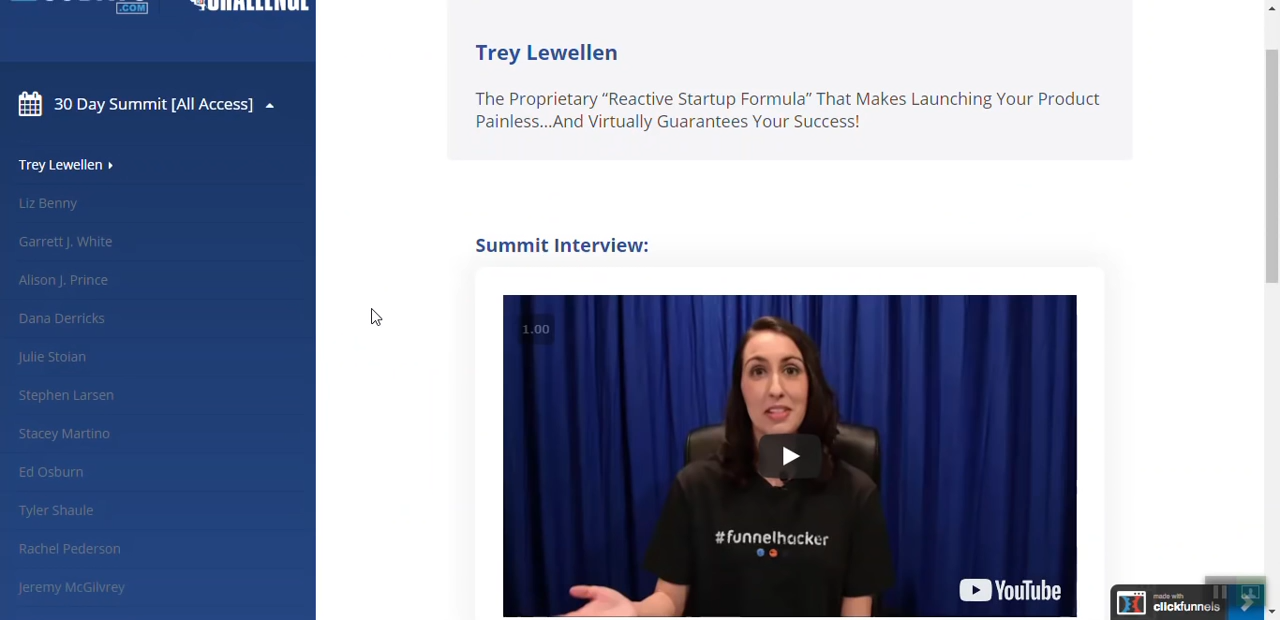 .COM
CHALLENGE
30 Day Summit [All Access]
Trey Lewellen
Liz Benny
Garrett J. White
Alison J. Prince
Dana Derricks
Julie Stoian
Stephen Larsen
Stacey Martino
Ed Osburn
Tyler Shaule
Rachel Pederson
Jeremy McGilvrey
Trey Lewellen
The Proprietary “Reactive Startup Formula” That Makes Launching Your Product
Painless...And Virtually Guarantees Your Success!
Summit Interview:
1.00
#funnelhacker
YouTube
made with
clickfunnels